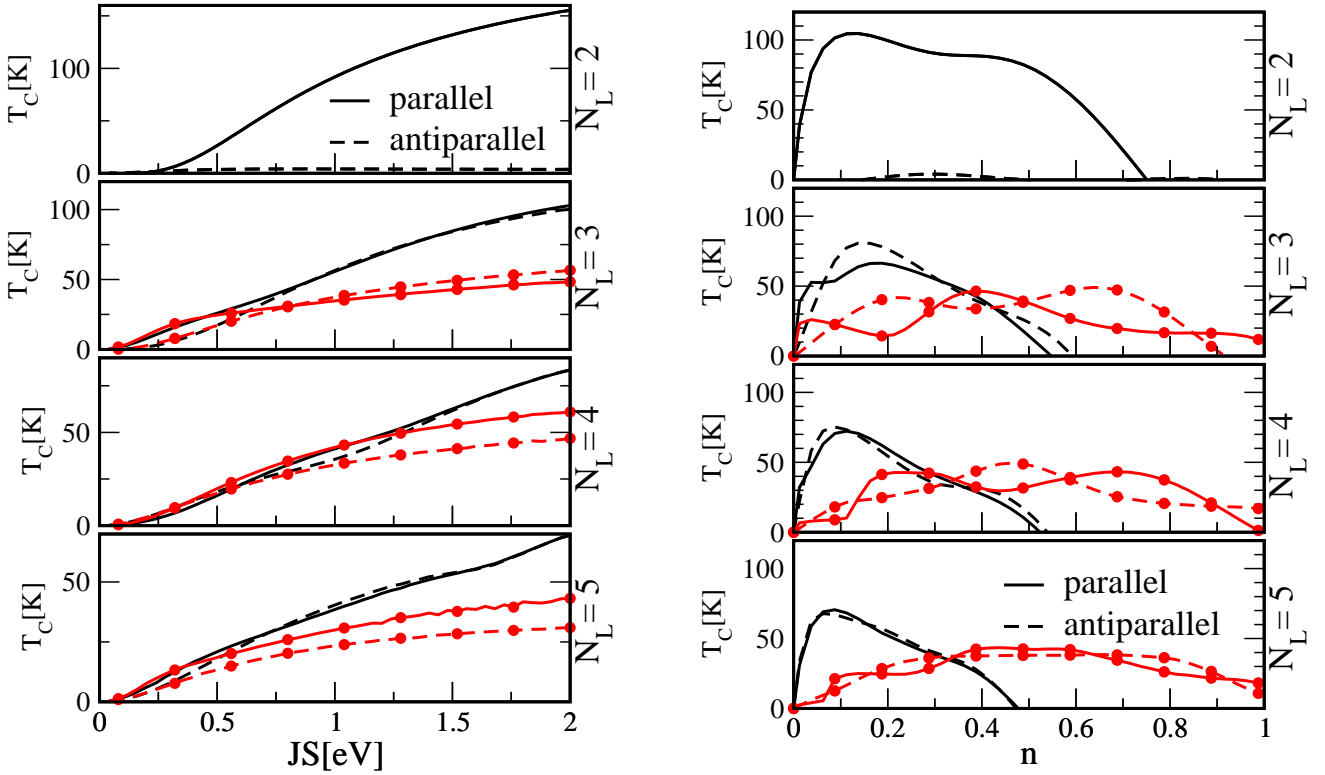 T_C[K]
100
0
parallel
antiparallel
N_L = 2
T_C[K]
100
50
0
N_L = 3
T_C[K]
50
0
N_L = 4
T_C[K]
50
0
N_L = 5
0
0.5
1
1.5
2
JS[eV]
T_C[K]
100
50
0
N_L = 2
T_C[K]
100
50
0
N_L = 3
T_C[K]
100
50
0
N_L = 4
T_C[K]
100
50
0
parallel
antiparallel
N_L = 5
0
0.2
0.4
0.6
0.8
1
n